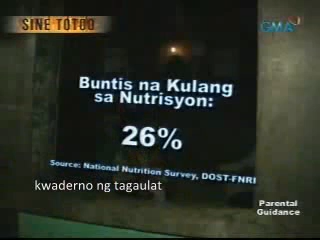 SINE TOTOO
GMA
Buntis na Kulang
sa Nutrisyon:
26%
Source: National Nutrition Survey, DOST-FNRI
kwaderno ng tagaulat
Parental
Guidance